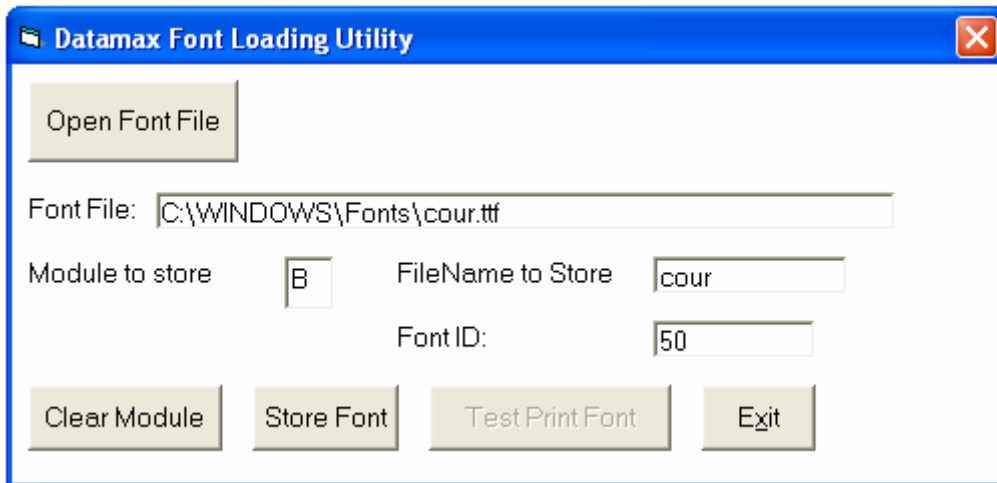 Datamax Font Loading Utility
Open Font File
Font File: C:\WINDOWS\Fonts\cour.ttf
Module to store B FileName to Store cour
Font ID: 50
Clear Module Store Font Test Print Font Exit